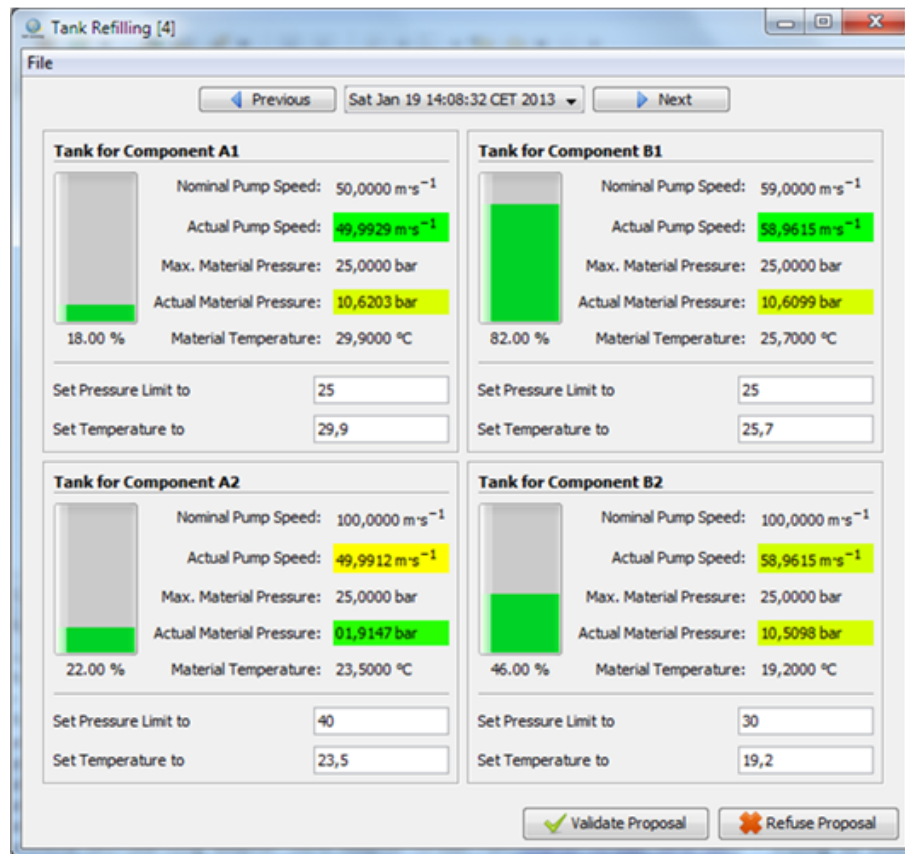 Tank Refilling [4]
File
Previous Sat Jan 19 14:08:32 CET 2013 Next
Tank for Component A1
Nominal Pump Speed: 50,0000 m·s⁻¹
Actual Pump Speed: 49,9929 m·s⁻¹
Max. Material Pressure: 25,0000 bar
Actual Material Pressure: 10,6203 bar
18.00 % Material Temperature: 29,9000 ºC
Set Pressure Limit to 25
Set Temperature to 29,9
Tank for Component B1
Nominal Pump Speed: 59,0000 m·s⁻¹
Actual Pump Speed: 58,9615 m·s⁻¹
Max. Material Pressure: 25,0000 bar
Actual Material Pressure: 10,6099 bar
82.00 % Material Temperature: 25,7000 ºC
Set Pressure Limit to 25
Set Temperature to 25,7
Tank for Component A2
Nominal Pump Speed: 100,0000 m·s⁻¹
Actual Pump Speed: 49,9912 m·s⁻¹
Max. Material Pressure: 25,0000 bar
Actual Material Pressure: 01,9147 bar
22.00 % Material Temperature: 23,5000 ºC
Set Pressure Limit to 40
Set Temperature to 23,5
Tank for Component B2
Nominal Pump Speed: 100,0000 m·s⁻¹
Actual Pump Speed: 58,9615 m·s⁻¹
Max. Material Pressure: 25,0000 bar
Actual Material Pressure: 10,5098 bar
46.00 % Material Temperature: 19,2000 ºC
Set Pressure Limit to 30
Set Temperature to 19,2
Validate Proposal Refuse Proposal